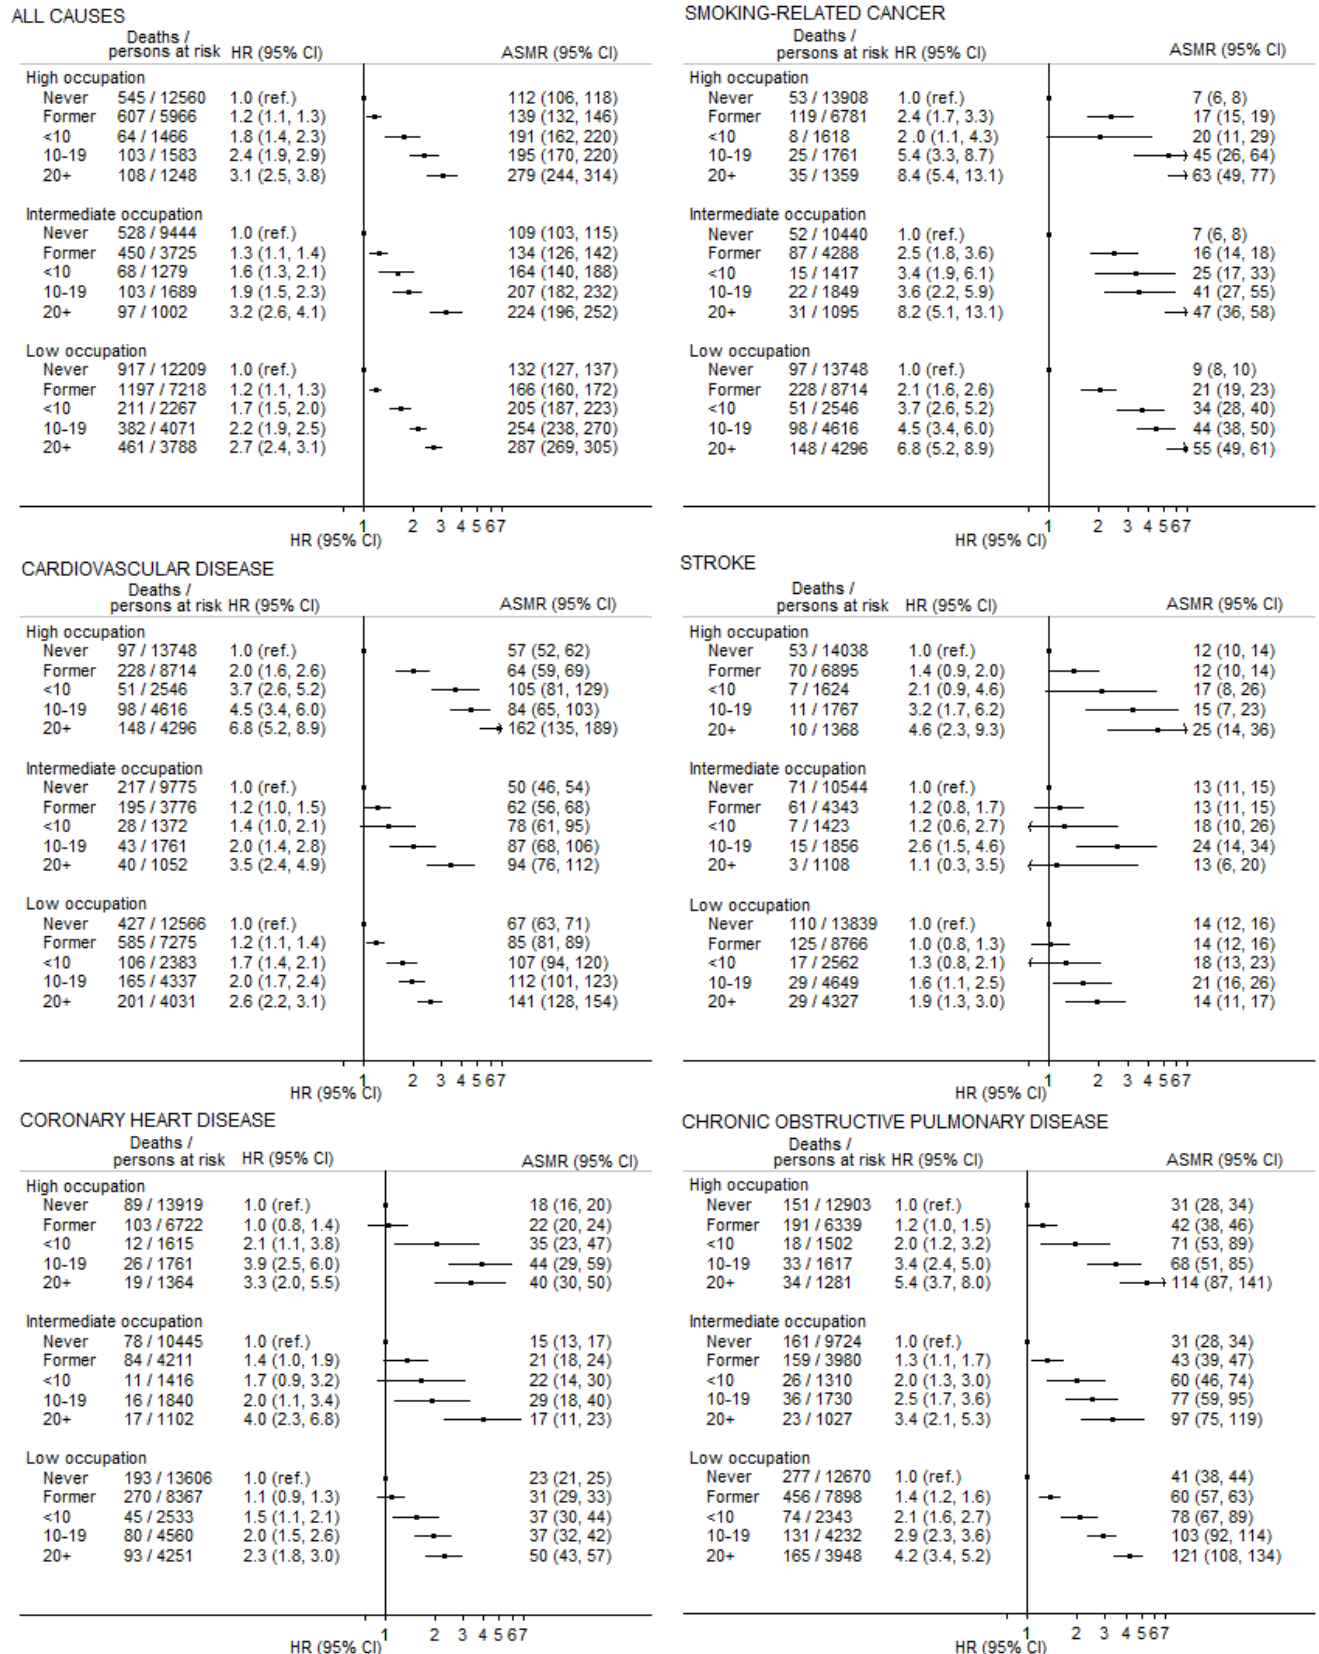 ALL CAUSES
Deaths /
persons at risk HR (95% CI) ASMR (95% CI)
High occupation
Never 545 / 12560 1.0 (ref.) 112 (106, 118)
Former 607 / 5966 1.2 (1.1, 1.3) 139 (132, 146)
<10 64 / 1466 1.8 (1.4, 2.3) 191 (162, 220)
10-19 103 / 1583 2.4 (1.9, 2.9) 195 (170, 220)
20+ 108 / 1248 3.1 (2.5, 3.8) 279 (244, 314)
Intermediate occupation
Never 528 / 9444 1.0 (ref.) 109 (103, 115)
Former 450 / 3725 1.3 (1.1, 1.4) 134 (126, 142)
<10 68 / 1279 1.6 (1.3, 2.1) 164 (140, 188)
10-19 103 / 1689 1.9 (1.5, 2.3) 207 (182, 232)
20+ 97 / 1002 3.2 (2.6, 4.1) 224 (196, 252)
Low occupation
Never 917 / 12209 1.0 (ref.) 132 (127, 137)
Former 1197 / 7218 1.2 (1.1, 1.3) 166 (160, 172)
<10 211 / 2267 1.7 (1.5, 2.0) 205 (187, 223)
10-19 382 / 4071 2.2 (1.9, 2.5) 254 (238, 270)
20+ 461 / 3788 2.7 (2.4, 3.1) 287 (269, 305)
1 2 3 4 5 6 7
HR (95% CI)
SMOKING-RELATED CANCER
Deaths /
persons at risk HR (95% CI) ASMR (95% CI)
High occupation
Never 53 / 13908 1.0 (ref.) 7 (6, 8)
Former 119 / 6781 2.4 (1.7, 3.3) 17 (15, 19)
<10 8 / 1618 2 0 (1.1, 4.3) 20 (11, 29)
10-19 25 / 1761 5.4 (3.3, 8.7) 45 (26, 64)
20+ 35 / 1359 8.4 (5.4, 13.1) 63 (49, 77)
Intermediate occupation
Never 52 / 10440 1.0 (ref.) 7 (6, 8)
Former 87 / 4288 2.5 (1.8, 3.6) 16 (14, 18)
<10 15 / 1417 3.4 (1.9, 6.1) 25 (17, 33)
10-19 22 / 1849 3.6 (2.2, 5.9) 41 (27, 55)
20+ 31 / 1095 8.2 (5.1, 13.1) 47 (36, 58)
Low occupation
Never 97 / 13748 1.0 (ref.) 9 (8, 10)
Former 228 / 8714 2.1 (1.6, 2.6) 21 (19, 23)
<10 51 / 2546 3.7 (2.6, 5.2) 34 (28, 40)
10-19 98 / 4616 4.5 (3.4, 6.0) 44 (38, 50)
20+ 148 / 4296 6.8 (5.2, 8.9) 55 (49, 61)
1 2 3 4 5 6 7
HR (95% CI)
CARDIOVASCULAR DISEASE
Deaths /
persons at risk HR (95% CI) ASMR (95% CI)
High occupation
Never 97 / 13748 1.0 (ref.) 57 (52, 62)
Former 228 / 8714 2.0 (1.6, 2.6) 64 (59, 69)
<10 51 / 2546 3.7 (2.6, 5.2) 105 (81, 129)
10-19 98 / 4616 4.5 (3.4, 6.0) 84 (65, 103)
20+ 148 / 4296 6.8 (5.2, 8.9) 162 (135, 189)
Intermediate occupation
Never 217 / 9775 1.0 (ref.) 50 (46, 54)
Former 195 / 3776 1.2 (1.0, 1.5) 62 (56, 68)
<10 28 / 1372 1.4 (1.0, 2.1) 78 (61, 95)
10-19 43 / 1761 2.0 (1.4, 2.8) 87 (68, 106)
20+ 40 / 1052 3.5 (2.4, 4.9) 94 (76, 112)
Low occupation
Never 427 / 12566 1.0 (ref.) 67 (63, 71)
Former 585 / 7275 1.2 (1.1, 1.4) 85 (81, 89)
<10 106 / 2383 1.7 (1.4, 2.1) 107 (94, 120)
10-19 165 / 4337 2.0 (1.7, 2.4) 112 (101, 123)
20+ 201 / 4031 2.6 (2.2, 3.1) 141 (128, 154)
1 2 3 4 5 6 7
HR (95% CI)
STROKE
Deaths /
persons at risk HR (95% CI) ASMR (95% CI)
High occupation
Never 53 / 14038 1.0 (ref.) 12 (10, 14)
Former 70 / 6895 1.4 (0.9, 2.0) 12 (10, 14)
<10 7 / 1624 2.1 (0.9, 4.6) 17 (8, 26)
10-19 11 / 1767 3.2 (1.7, 6.2) 15 (7, 23)
20+ 10 / 1368 4.6 (2.3, 9.3) 25 (14, 36)
Intermediate occupation
Never 71 / 10544 1.0 (ref.) 13 (11, 15)
Former 61 / 4343 1.2 (0.8, 1.7) 13 (11, 15)
<10 7 / 1423 1.2 (0.6, 2.7) 18 (10, 26)
10-19 15 / 1856 2.6 (1.5, 4.6) 24 (14, 34)
20+ 3 / 1108 1.1 (0.3, 3.5) 13 (6, 20)
Low occupation
Never 110 / 13839 1.0 (ref.) 14 (12, 16)
Former 125 / 8766 1.0 (0.8, 1.3) 14 (12, 16)
<10 17 / 2562 1.3 (0.8, 2.1) 18 (13, 23)
10-19 29 / 4649 1.6 (1.1, 2.5) 21 (16, 26)
20+ 29 / 4327 1.9 (1.3, 3.0) 14 (11, 17)
1 2 3 4 5 6 7
HR (95% CI)
CORONARY HEART DISEASE
Deaths /
persons at risk HR (95% CI) ASMR (95% CI)
High occupation
Never 89 / 13919 1.0 (ref.) 18 (16, 20)
Former 103 / 6722 1.0 (0.8, 1.4) 22 (20, 24)
<10 12 / 1615 2.1 (1.1, 3.8) 35 (23, 47)
10-19 26 / 1761 3.9 (2.5, 6.0) 44 (29, 59)
20+ 19 / 1364 3.3 (2.0, 5.5) 40 (30, 50)
Intermediate occupation
Never 78 / 10445 1.0 (ref.) 15 (13, 17)
Former 84 / 4211 1.4 (1.0, 1.9) 21 (18, 24)
<10 11 / 1416 1.7 (0.9, 3.2) 22 (14, 30)
10-19 16 / 1840 2.0 (1.1, 3.4) 29 (18, 40)
20+ 17 / 1102 4.0 (2.3, 6.8) 17 (11, 23)
Low occupation
Never 193 / 13606 1.0 (ref.) 23 (21, 25)
Former 270 / 8367 1.1 (0.9, 1.3) 31 (29, 33)
<10 45 / 2533 1.5 (1.1, 2.1) 37 (30, 44)
10-19 80 / 4560 2.0 (1.5, 2.6) 37 (32, 42)
20+ 93 / 4251 2.3 (1.8, 3.0) 50 (43, 57)
1 2 3 4 5 6 7
HR (95% CI)
CHRONIC OBSTRUCTIVE PULMONARY DISEASE
Deaths /
persons at risk HR (95% CI) ASMR (95% CI)
High occupation
Never 151 / 12903 1.0 (ref.) 31 (28, 34)
Former 191 / 6339 1.2 (1.0, 1.5) 42 (38, 46)
<10 18 / 1502 2.0 (1.2, 3.2) 71 (53, 89)
10-19 33 / 1617 3.4 (2.4, 5.0) 68 (51, 85)
20+ 34 / 1281 5.4 (3.7, 8.0) 114 (87, 141)
Intermediate occupation
Never 161 / 9724 1.0 (ref.) 31 (28, 34)
Former 159 / 3980 1.3 (1.1, 1.7) 43 (39, 47)
<10 26 / 1310 2.0 (1.3, 3.0) 60 (46, 74)
10-19 36 / 1730 2.5 (1.7, 3.6) 77 (59, 95)
20+ 23 / 1027 3.4 (2.1, 5.3) 97 (75, 119)
Low occupation
Never 277 / 12670 1.0 (ref.) 41 (38, 44)
Former 456 / 7898 1.4 (1.2, 1.6) 60 (57, 63)
<10 74 / 2343 2.1 (1.6, 2.7) 78 (67, 89)
10-19 131 / 4232 2.9 (2.3, 3.6) 103 (92, 114)
20+ 165 / 3948 4.2 (3.4, 5.2) 121 (108, 134)
1 2 3 4 5 6 7
HR (95% CI)